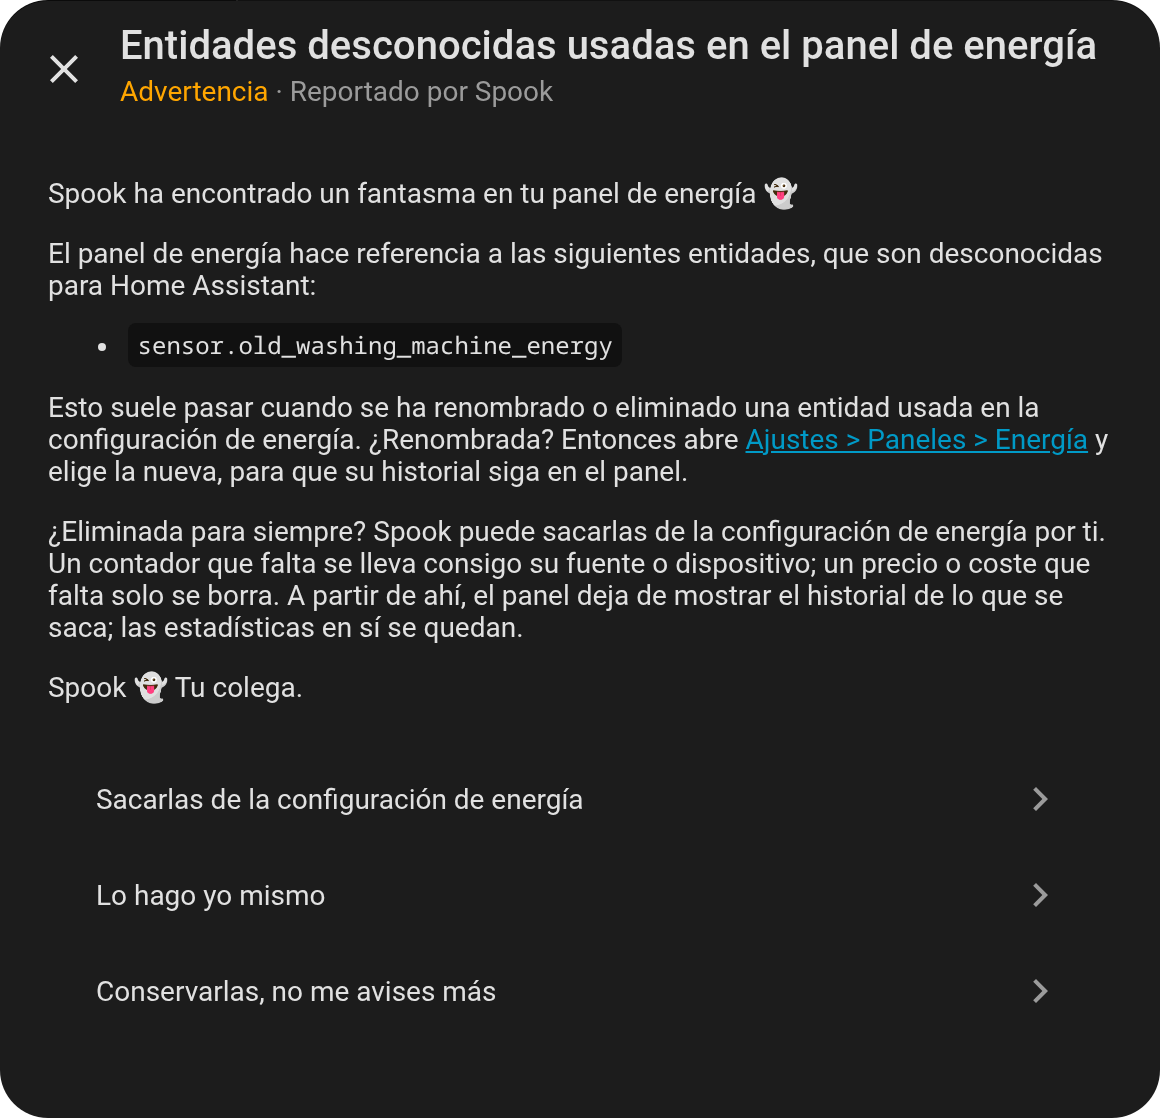 Entidades desconocidas usadas en el panel de energía
Advertencia · Reportado por Spook
Spook ha encontrado un fantasma en tu panel de energía 👻
El panel de energía hace referencia a las siguientes entidades, que son desconocidas
para Home Assistant:
• sensor.old_washing_machine_energy
Esto suele pasar cuando se ha renombrado o eliminado una entidad usada en la
configuración de energía. ¿Renombrada? Entonces abre Ajustes > Paneles > Energía y
elige la nueva, para que su historial siga en el panel.
¿Eliminada para siempre? Spook puede sacarlas de la configuración de energía por ti.
Un contador que falta se lleva consigo su fuente o dispositivo; un precio o coste que
falta solo se borra. A partir de ahí, el panel deja de mostrar el historial de lo que se
saca; las estadísticas en sí se quedan.
Spook 👻 Tu colega.
Sacarlas de la configuración de energía
Lo hago yo mismo
Conservarlas, no me avises más